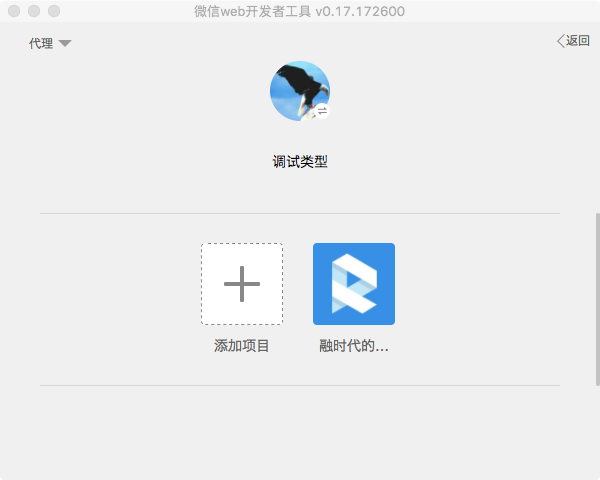 微信web开发者工具 v0.17.172600
代理
返回
调试类型
添加项目
融时代的...